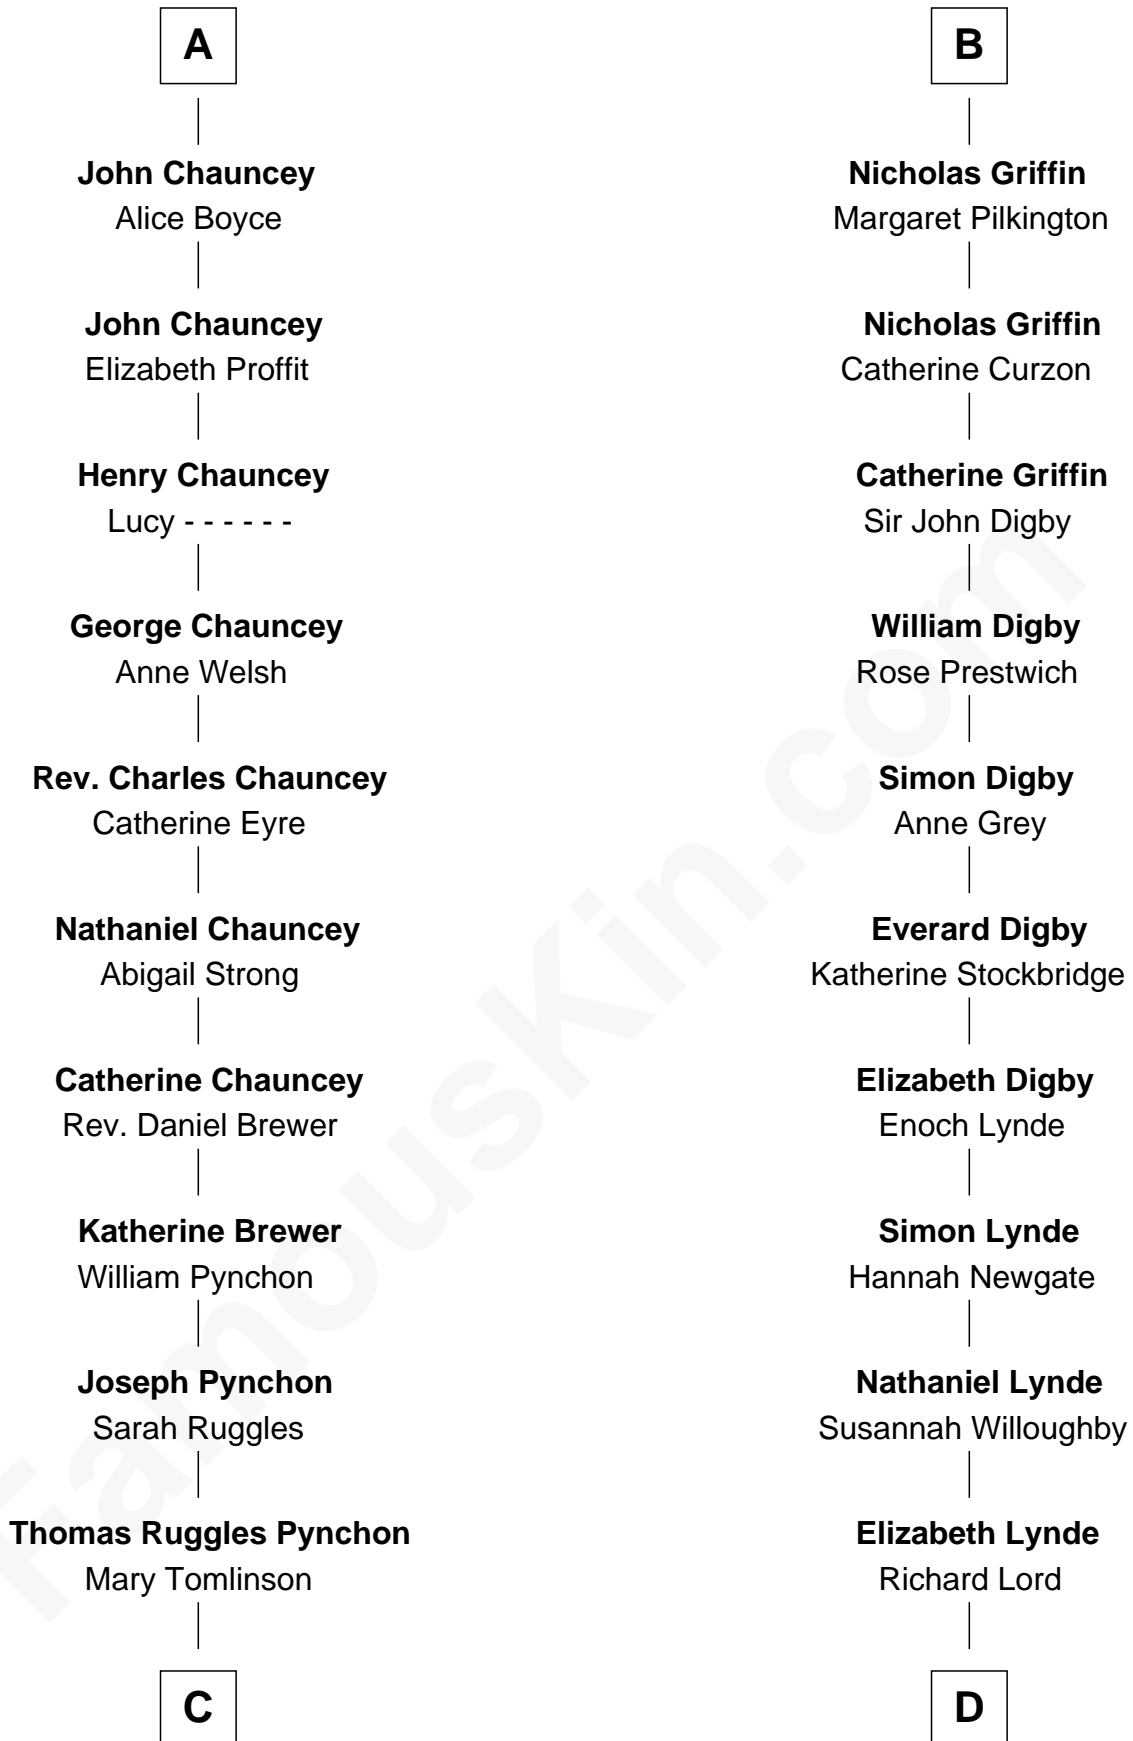 A
John Chauncey
Alice Boyce
John Chauncey
Elizabeth Proffit
Henry Chauncey
Lucy - - - - - -
George Chauncey
Anne Welsh
Rev. Charles Chauncey
Catherine Eyre
Nathaniel Chauncey
Abigail Strong
Catherine Chauncey
Rev. Daniel Brewer
Katherine Brewer
William Pynchon
Joseph Pynchon
Sarah Ruggles
Thomas Ruggles Pynchon
Mary Tomlinson
C
B
Nicholas Griffin
Margaret Pilkington
Nicholas Griffin
Catherine Curzon
Catherine Griffin
Sir John Digby
William Digby
Rose Prestwich
Simon Digby
Anne Grey
Everard Digby
Katherine Stockbridge
Elizabeth Digby
Enoch Lynde
Simon Lynde
Hannah Newgate
Nathaniel Lynde
Susannah Willoughby
Elizabeth Lynde
Richard Lord
D
FamousKin.com